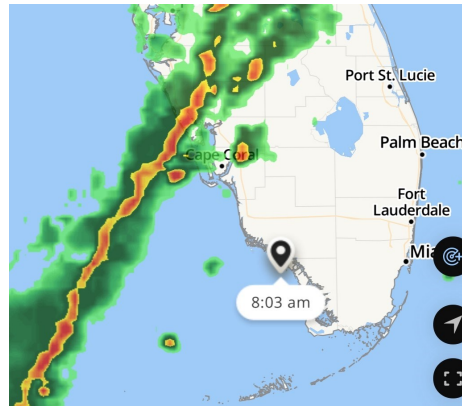 Port St. Lucie
Palm Beach
Cape Coral
Fort
Lauderdale
Mia
8:03 am